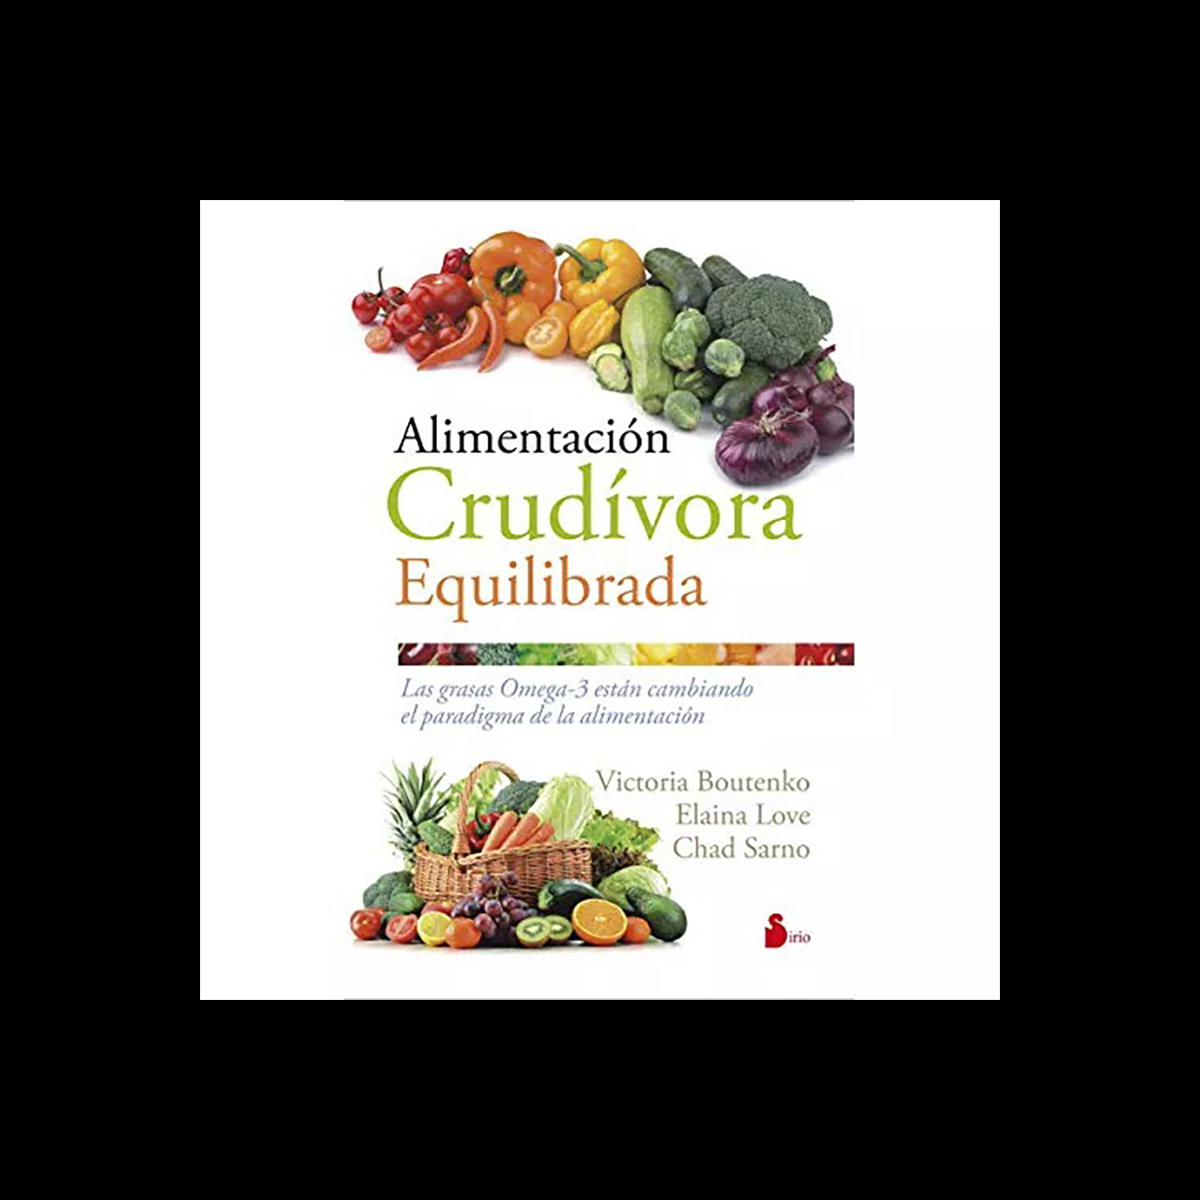 Alimentación
Crudívora
Equilibrada
Las grasas Omega-3 están cambiando
el paradigma de la alimentación
Victoria Boutenko
Elaina Love
Chad Sarno
Sirio